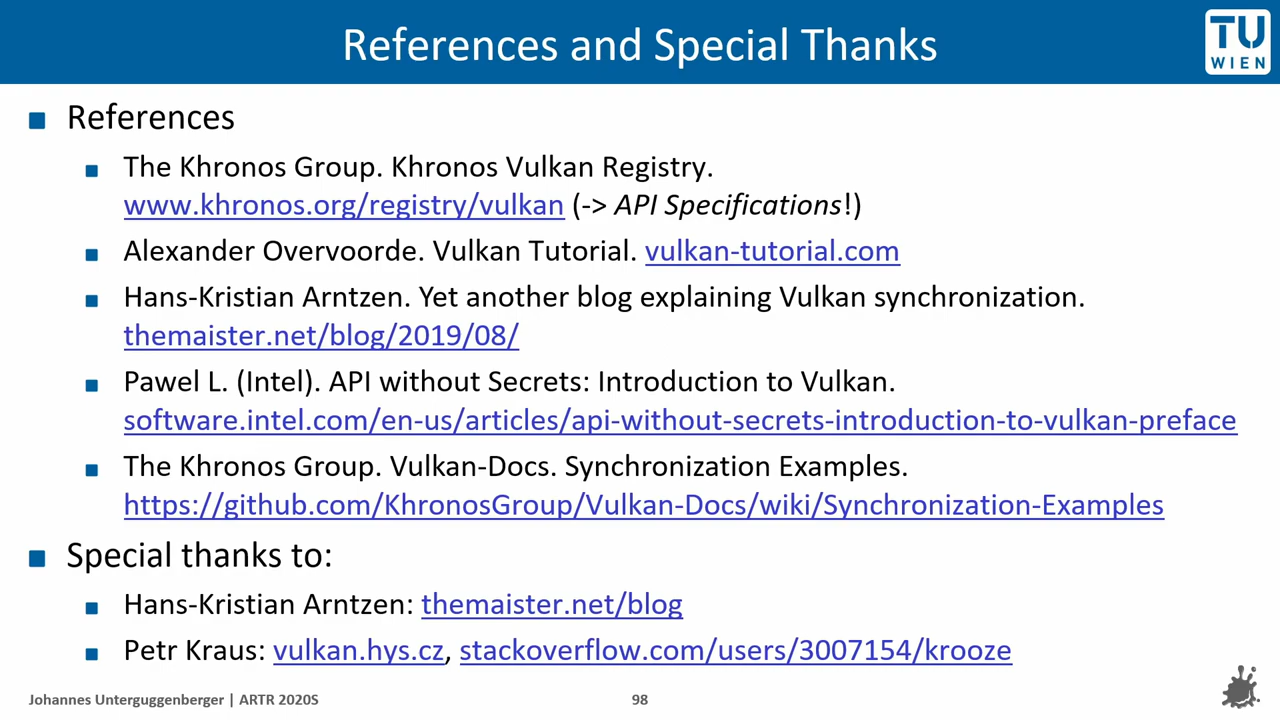 References and Special Thanks
TU
WIEN
References
The Khronos Group. Khronos Vulkan Registry.
www.khronos.org/registry/vulkan (-> API Specifications!)
Alexander Overvoorde. Vulkan Tutorial. vulkan-tutorial.com
Hans-Kristian Arntzen. Yet another blog explaining Vulkan synchronization.
themaister.net/blog/2019/08/
Pawel L. (Intel). API without Secrets: Introduction to Vulkan.
software.intel.com/en-us/articles/api-without-secrets-introduction-to-vulkan-preface
The Khronos Group. Vulkan-Docs. Synchronization Examples.
https://github.com/KhronosGroup/Vulkan-Docs/wiki/Synchronization-Examples
Special thanks to:
Hans-Kristian Arntzen: themaister.net/blog
Petr Kraus: vulkan.hys.cz, stackoverflow.com/users/3007154/krooze
Johannes Unterguggenberger | ARTR 2020S
98